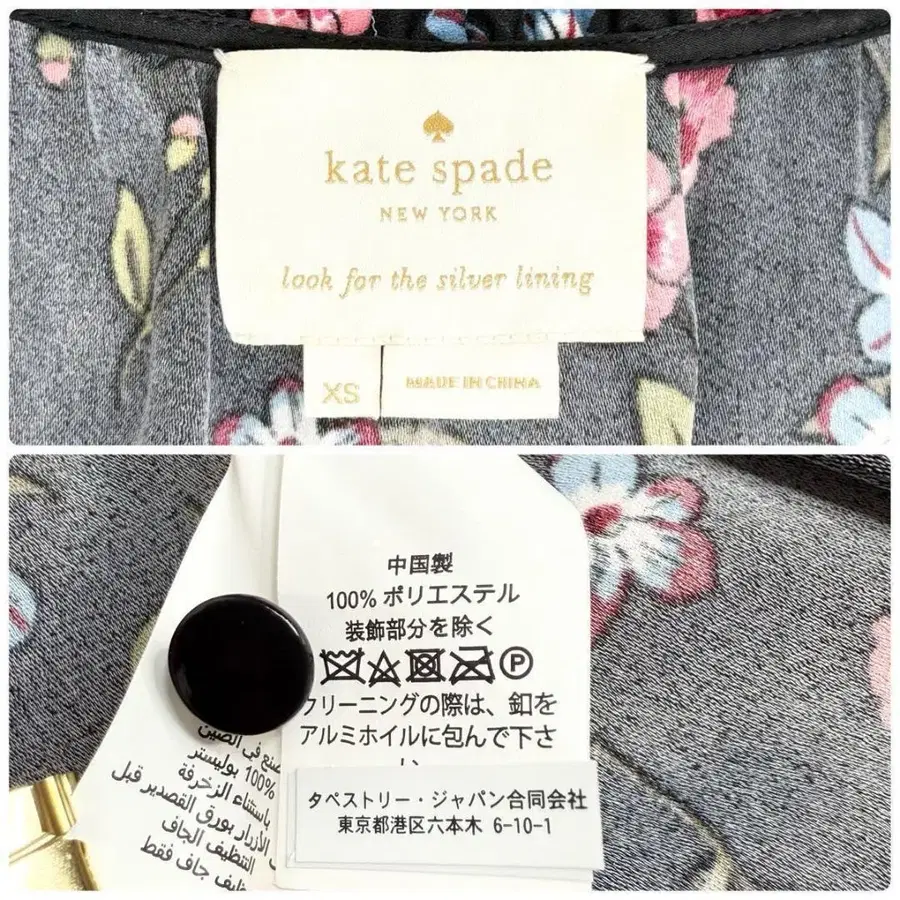 kate spade
NEW YORK
look for the silver lining
XS
MADE IN CHINA
中国製
100% ポリエステル
装飾部分を除く
P
クリーニングの際は、釦を
アルミホイルに包んで下さ
い
صنع في الصين
100% بوليستر
باستثناء الزخرفة
الأزرار بورق القصدير قبل
التنظيف الجاف
جاف فقط
タペストリー・ジャパン合同会社
東京都港区六本木 6-10-1